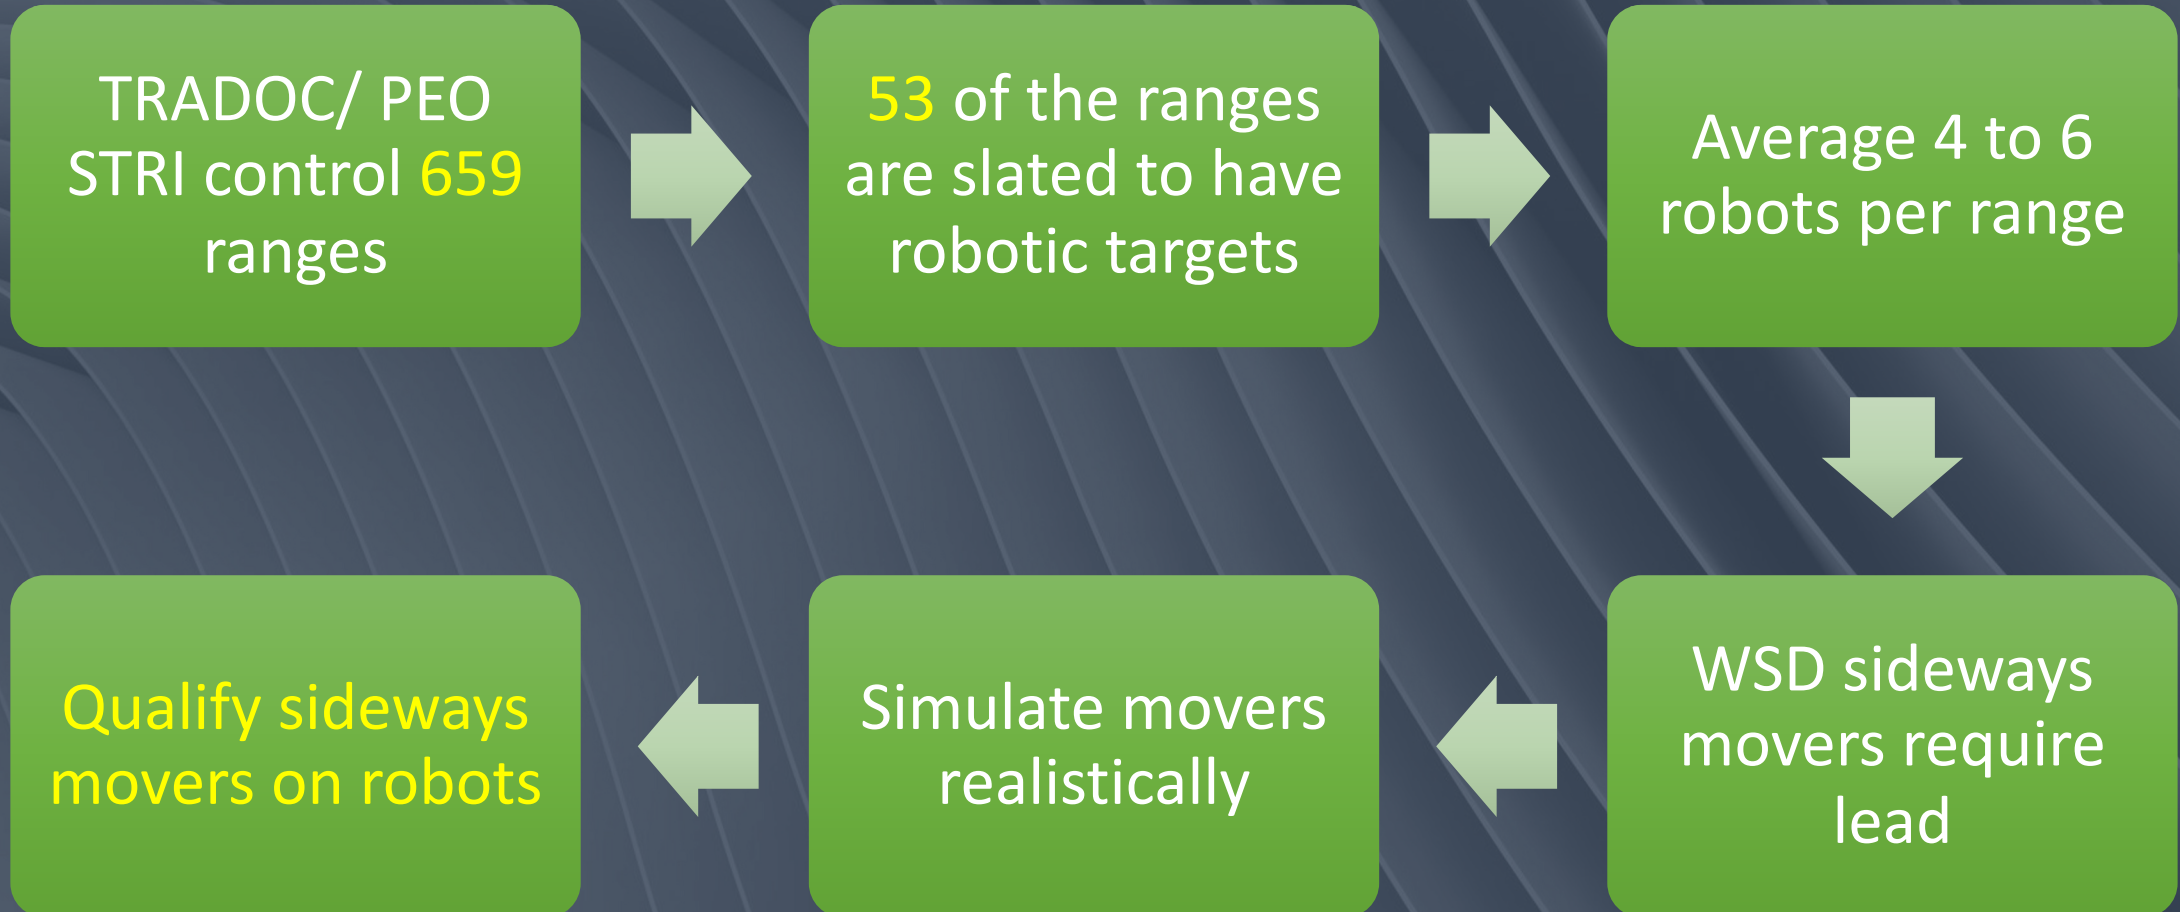 TRADOC/ PEO
STRI control 659
ranges
53 of the ranges
are slated to have
robotic targets
Average 4 to 6
robots per range
WSD sideways
movers require
lead
Simulate movers
realistically
Qualify sideways
movers on robots